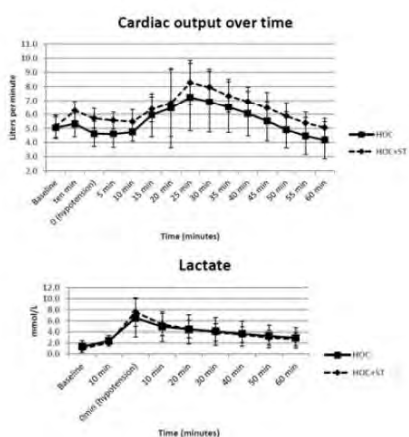 Cardiac output over time
11.0
10.0
9.0
8.0
7.0
6.0
5.0
4.0
3.0
2.0
Liters perminute
Baseline
ten min
0 (hypotension)
5 min
10 min
15 min
20 min
25 min
30 min
35 min
40 min
45 min
50 min
55 min
60 min
Time (minutes)
HOC
HOC+ST
Lactate
12.0
10.0
8.0
6.0
4.0
2.0
0.0
mmol/L
Baseline
10 min
0min (hypotension)
10 min
20 min
30 min
40 min
50 min
60 min
Time (minutes)
HOC
HOC+ST